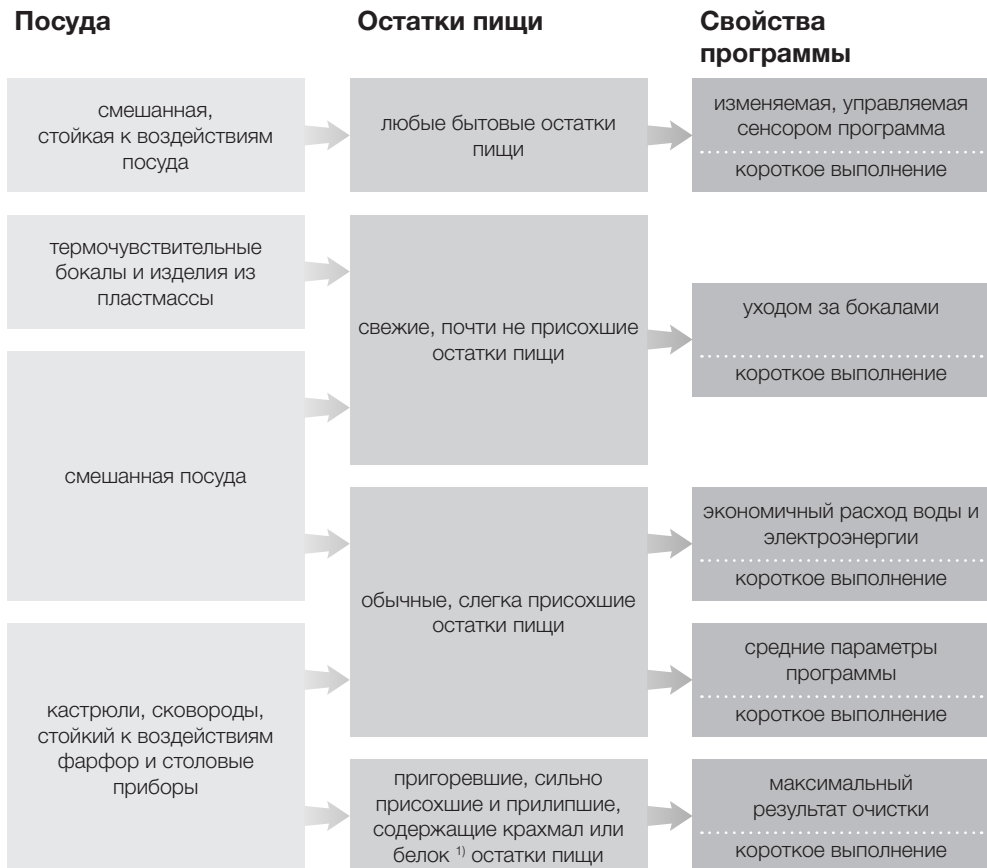 Посуда
Остатки пищи
Свойства
программы
смешанная,
стойкая к воздействиям
посуда
любые бытовые остатки
пищи
изменяемая, управляемая
сенсором программа
короткое выполнение
термочувствительные
бокалы и изделия из
пластмассы
свежие, почти не присохшие
остатки пищи
уходом за бокалами
короткое выполнение
смешанная посуда
обычные, слегка присохшие
остатки пищи
экономичный расход воды и
электроэнергии
короткое выполнение
средние параметры
программы
короткое выполнение
кастрюли, сковороды,
стойкий к воздействиям
фарфор и столовые
приборы
пригоревшие, сильно
присохшие и прилипшие,
содержащие крахмал или
белок 1) остатки пищи
максимальный
результат очистки
короткое выполнение